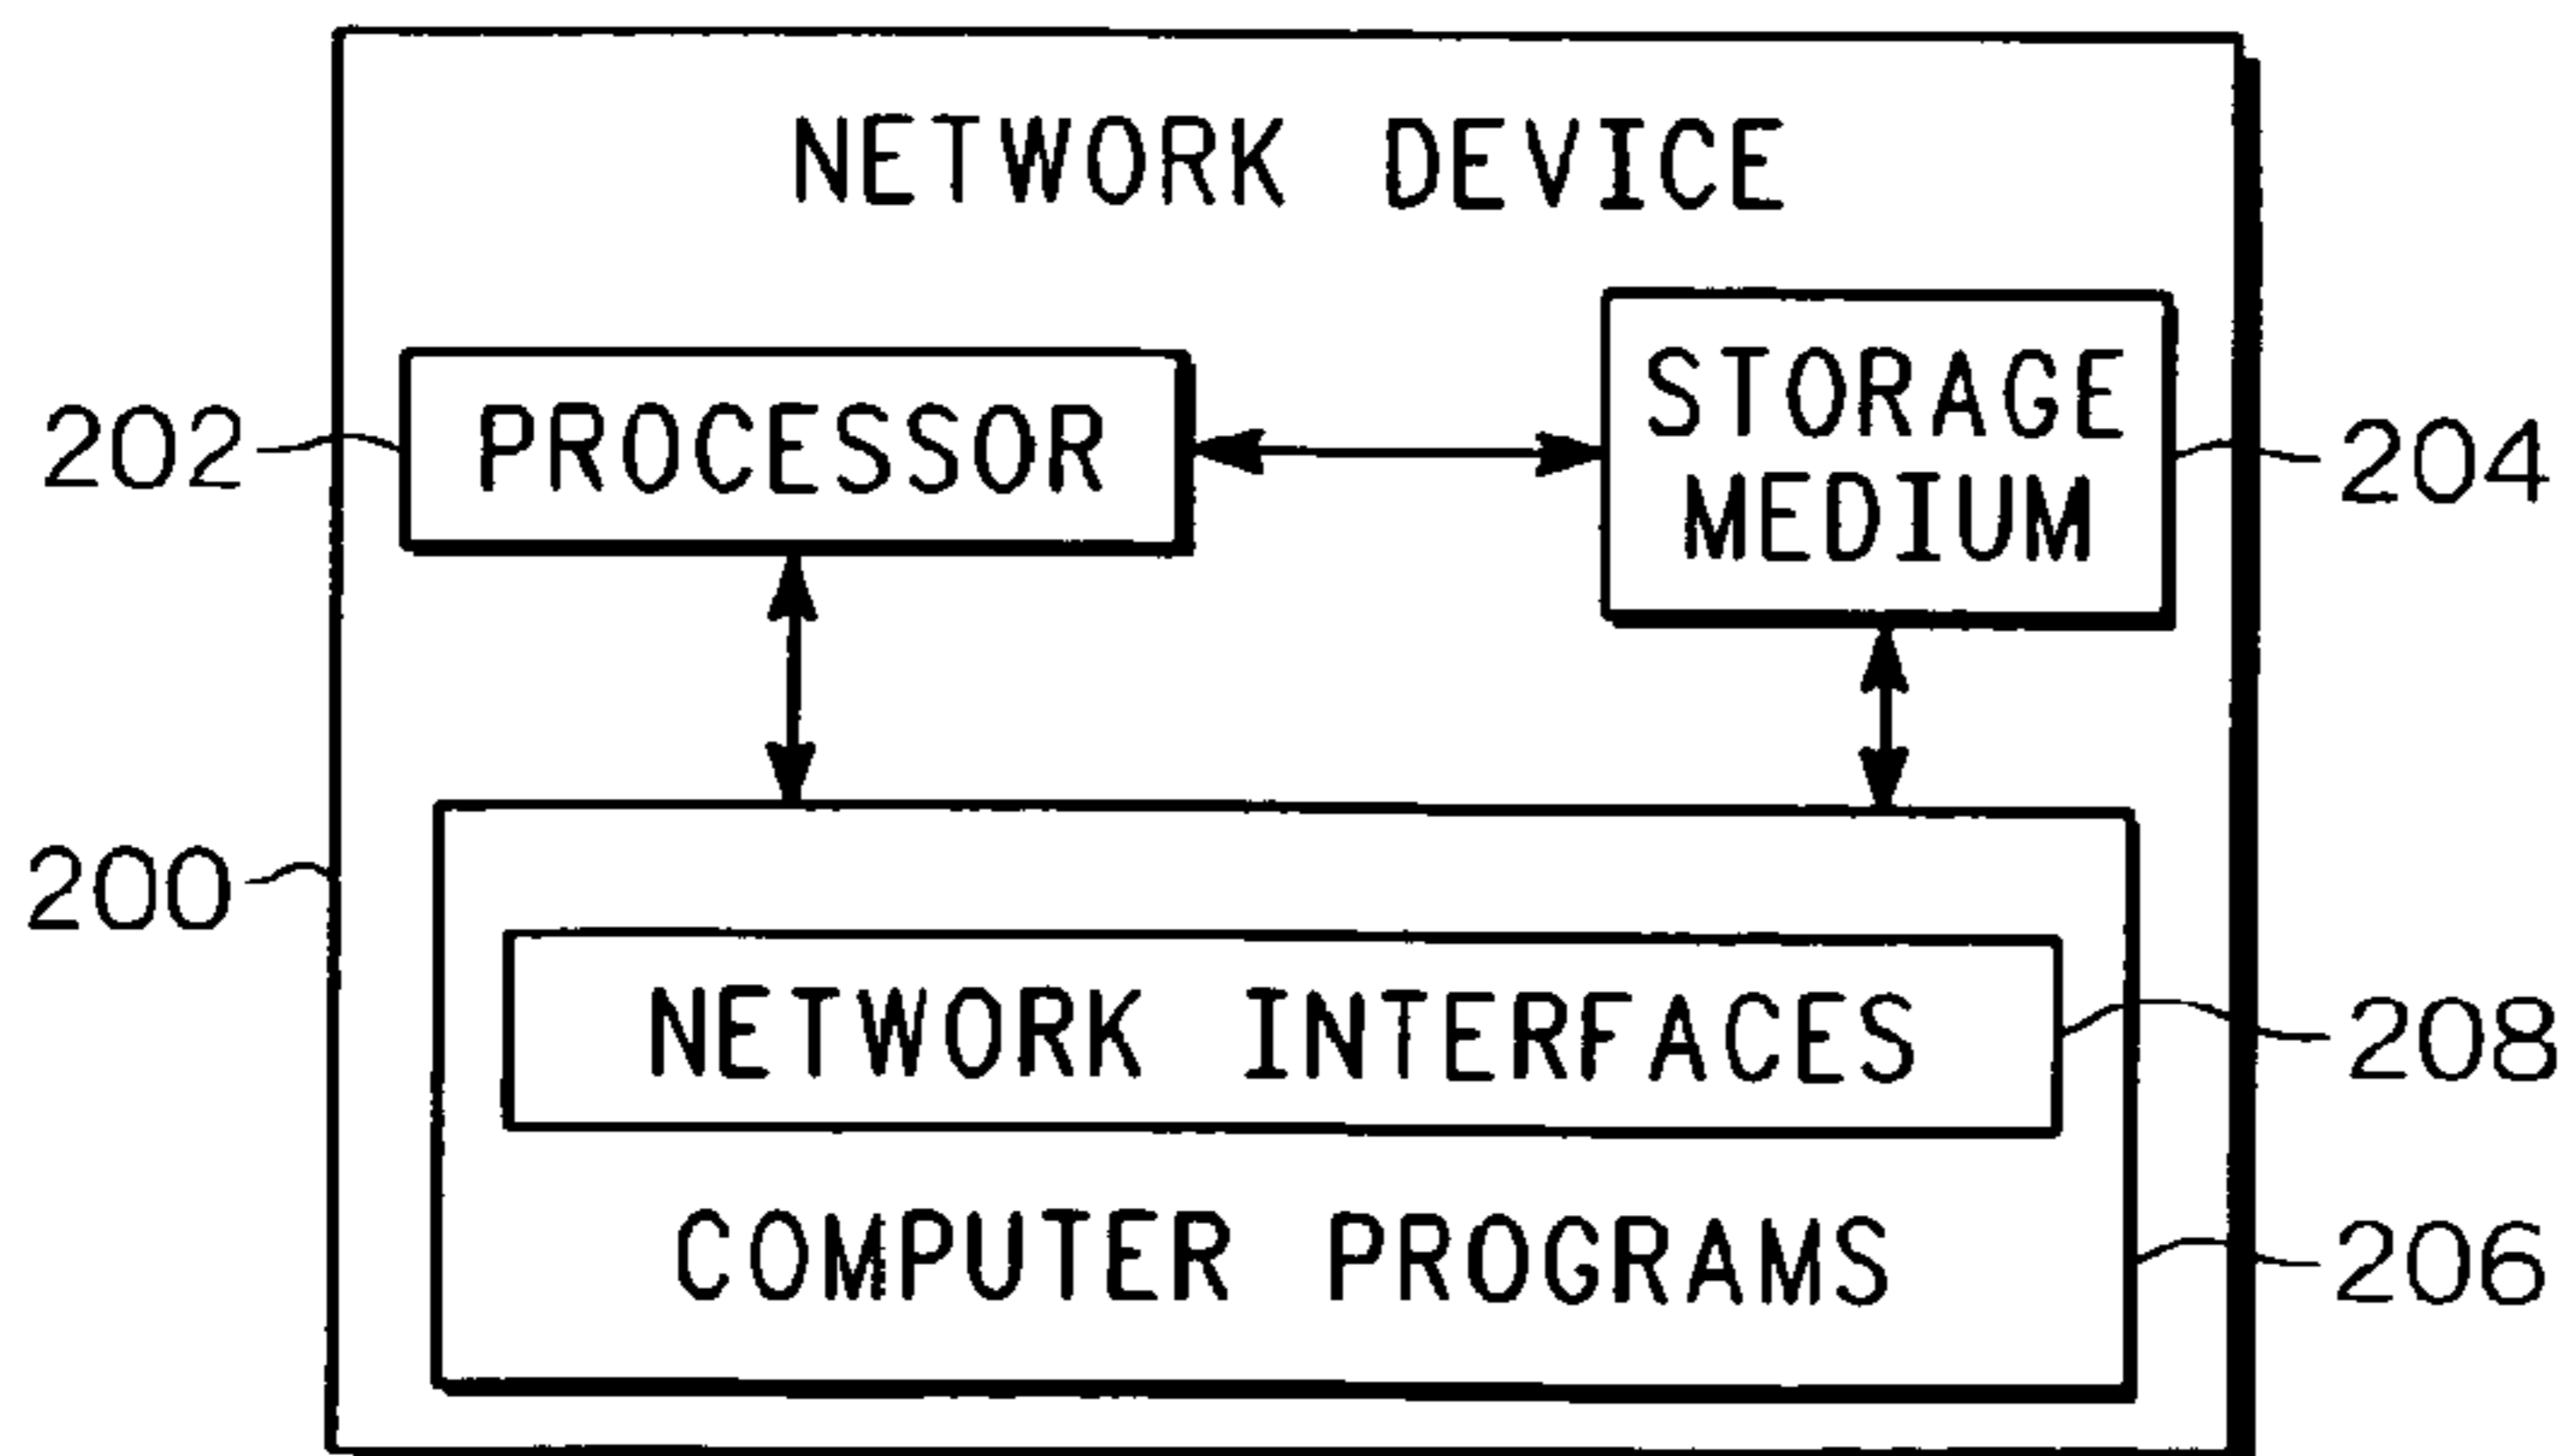 NETWORK DEVICE
202
PROCESSOR
STORAGE
MEDIUM
204
200
NETWORK INTERFACES
208
COMPUTER PROGRAMS
206